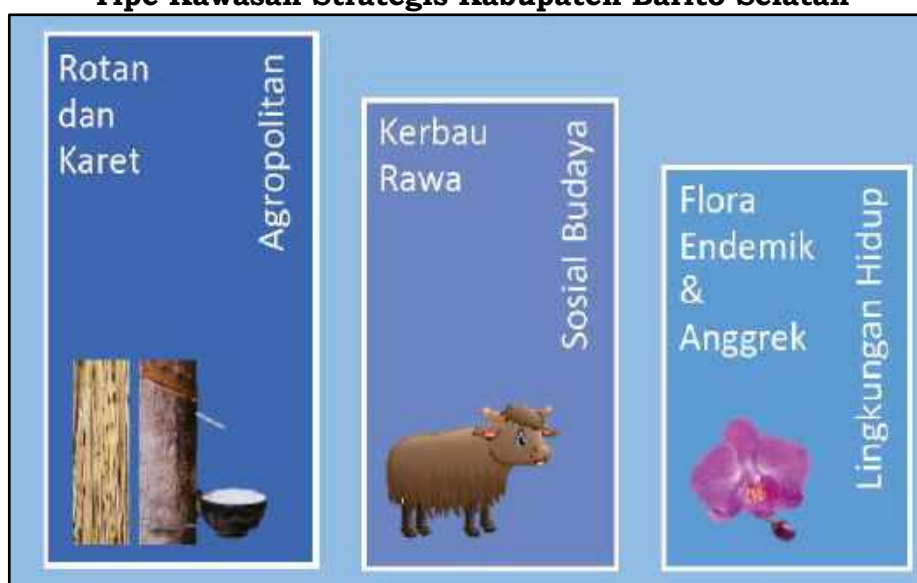 Tipe Kawasan Strategis Kabupaten Barito Selatan
Rotan
dan
Karet
Agropolitan
Kerbau
Rawa
Sosial Budaya
Flora
Endemik
&
Anggrek
Lingkungan Hidup